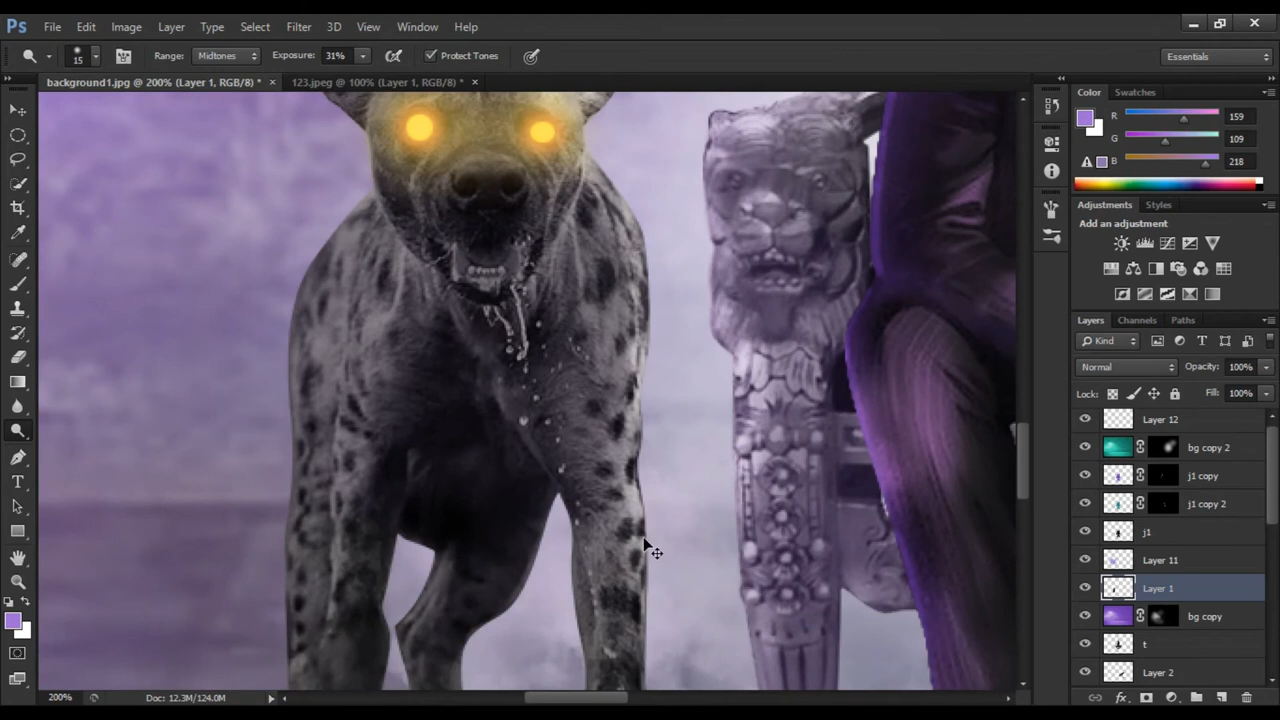 Ps File Edit Image Layer Type Select Filter 3D View Window Help
15 Range: Midtones Exposure: 31% Protect Tones Essentials
background1.jpg @ 200% (Layer 1, RGB/8) * × 123.jpeg @ 100% (Layer 1, RGB/8) * ×
Color Swatches
R 159
G 109
B 218
Adjustments Styles
Add an adjustment
Layers Channels Paths
Kind
Normal Opacity: 100%
Lock: Fill: 100%
Layer 12
bg copy 2
j1 copy
j1 copy 2
j1
Layer 11
Layer 1
bg copy
t
Layer 2
200% Doc: 12.3M/124.0M